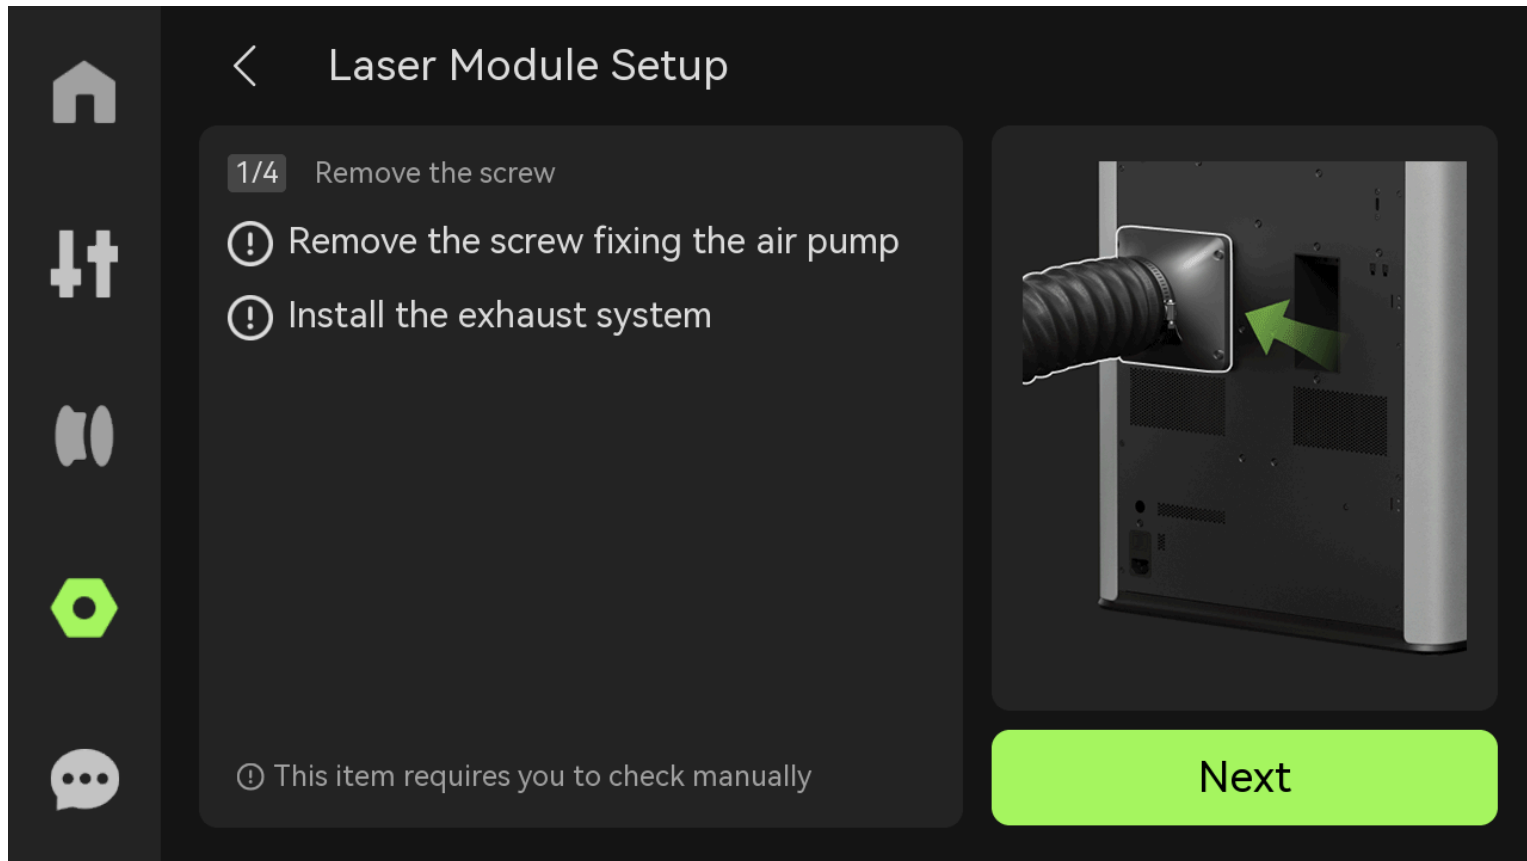 Laser Module Setup
1/4 Remove the screw
Remove the screw fixing the air pump
Install the exhaust system
This item requires you to check manually
Next